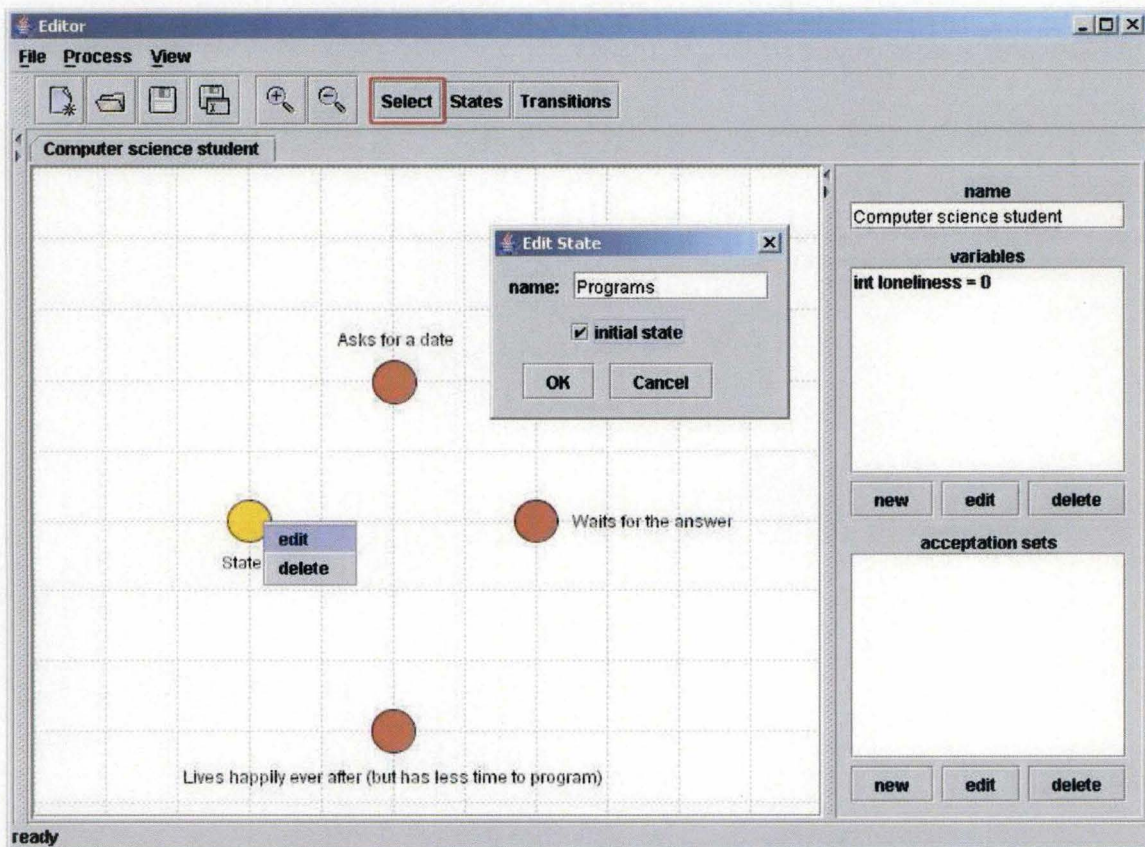 Editor
File Process View
Select States Transitions
Computer science student
name
Computer science student
variables
int loneliness = 0
new edit delete
acceptation sets
new edit delete
Edit State
name: Programs
initial state
OK Cancel
Asks for a date
Waits for the answer
State
edit
delete
Lives happily ever after (but has less time to program)
ready